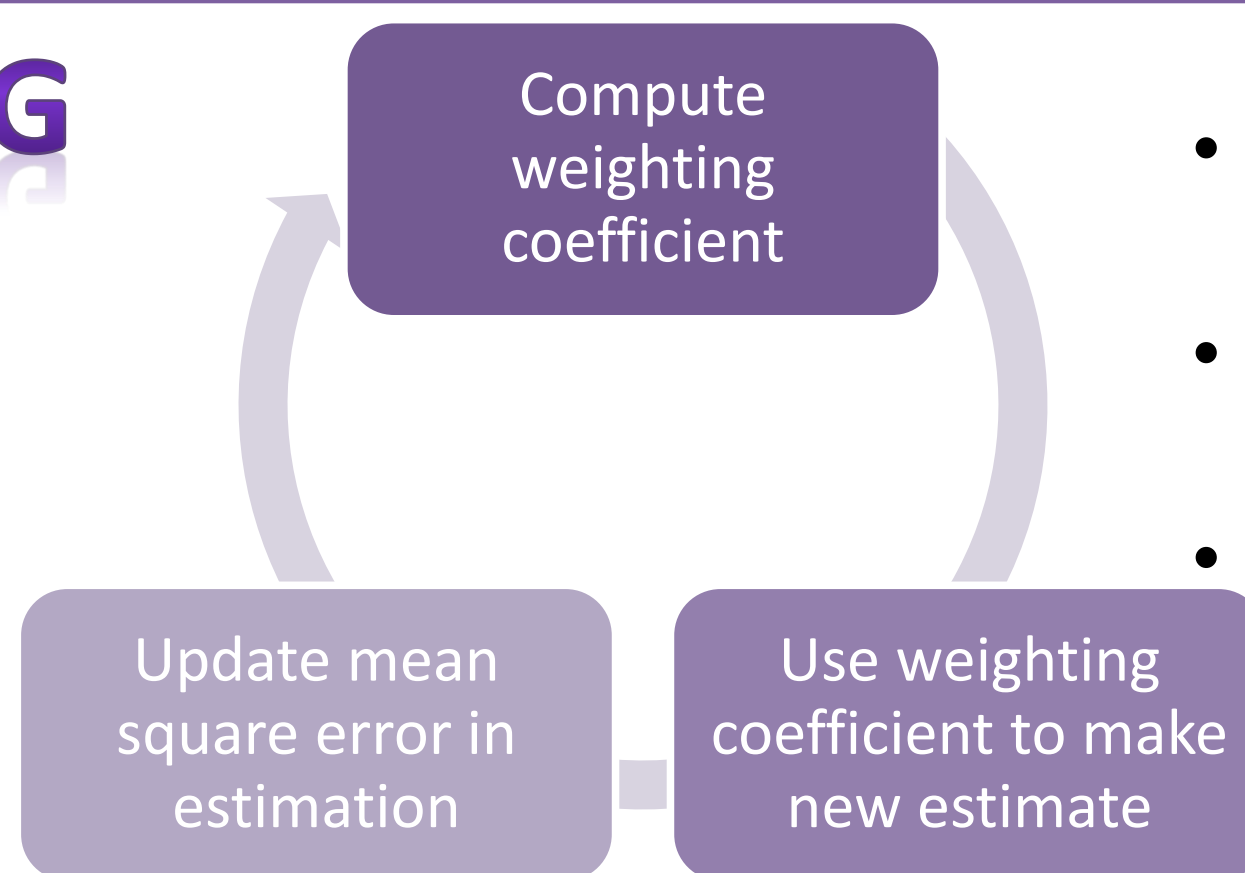 G
Compute
weighting
coefficient
Use weighting
coefficient to make
new estimate
Update mean
square error in
estimation